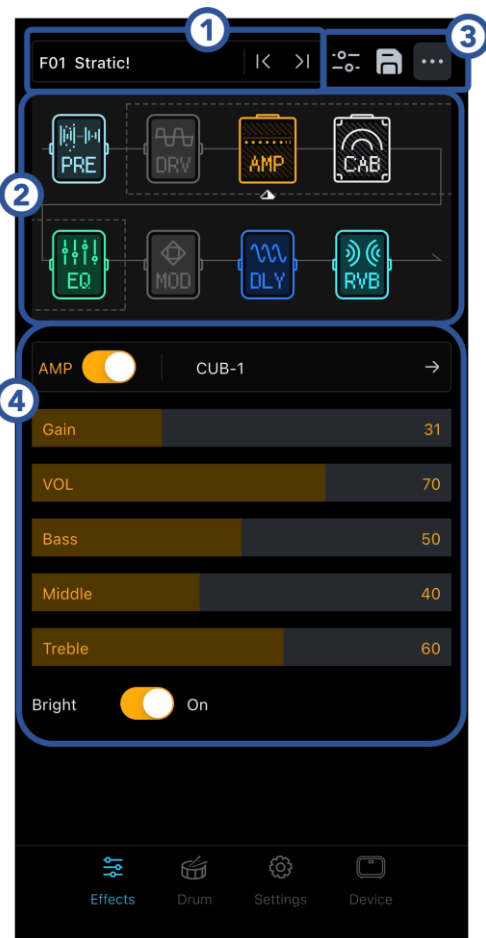 1
3
F01 Stratic!
2
PRE
DRV
AMP
CAB
EQ
MOD
DLY
RVB
4
AMP CUB-1
Gain 31
VOL 70
Bass 50
Middle 40
Treble 60
Bright On
Effects Drum Settings Device